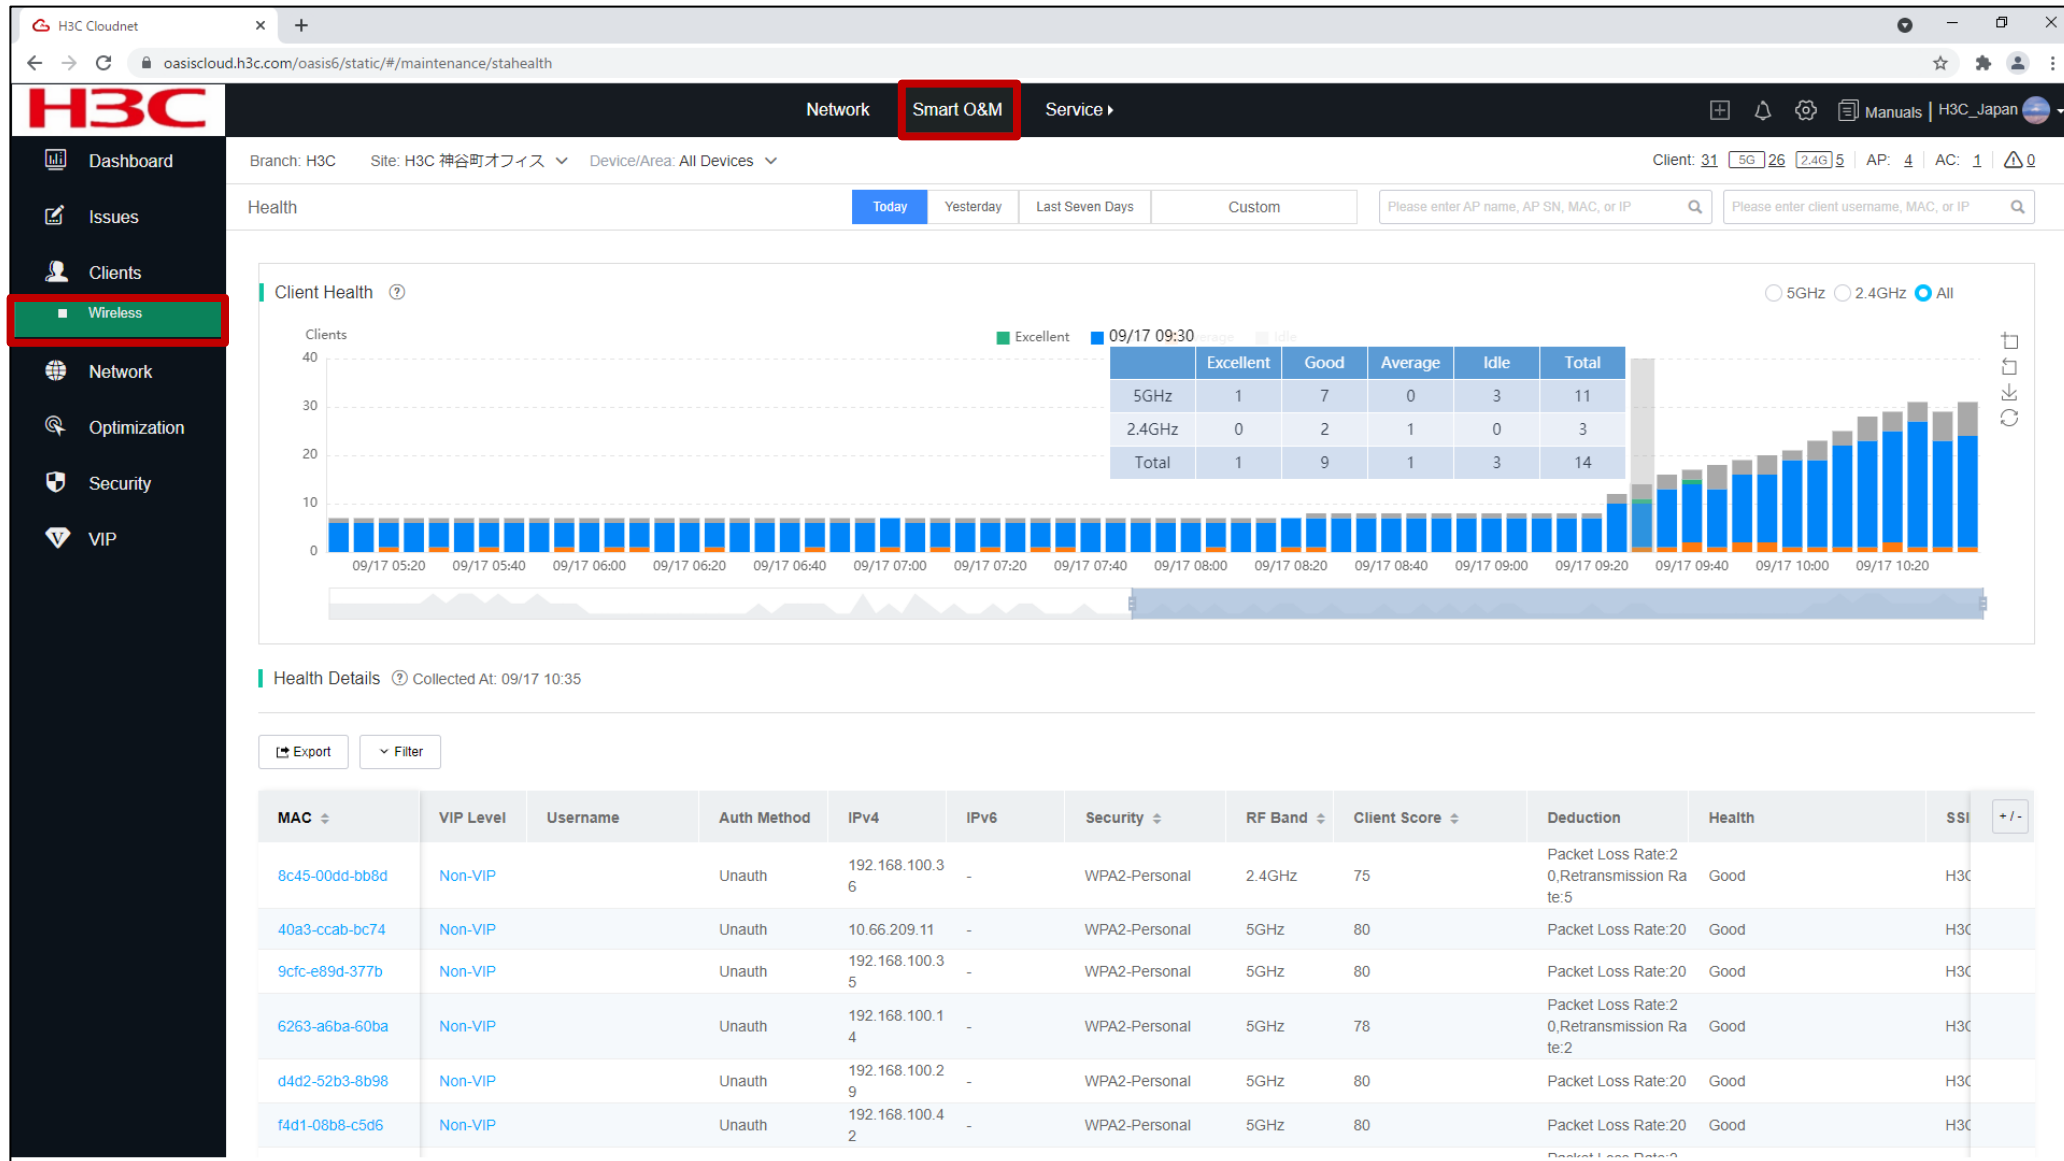 H3C Cloudnet
oasiscloud.h3c.com/oasis6/static/#/maintenance/stahealth
H3C
Network Smart O&M Service
Manuals | H3C_Japan
Dashboard
Issues
Clients
Wireless
Network
Optimization
Security
VIP
Branch: H3C Site: H3C 神谷町オフィス Device/Area: All Devices
Client: 31 5G 26 2.4G 5 AP: 4 AC: 1 0
Health
Today Yesterday Last Seven Days Custom
Please enter AP name, AP SN, MAC, or IP
Please enter client username, MAC, or IP
Client Health ?
5GHz 2.4GHz All
Clients
Excellent
09/17 09:30
Idle
40
30
20
10
0
Excellent Good Average Idle Total
5GHz 1 7 0 3 11
2.4GHz 0 2 1 0 3
Total 1 9 1 3 14
09/17 05:20 09/17 05:40 09/17 06:00 09/17 06:20 09/17 06:40 09/17 07:00 09/17 07:20 09/17 07:40 09/17 08:00 09/17 08:20 09/17 08:40 09/17 09:00 09/17 09:20 09/17 09:40 09/17 10:00 09/17 10:20
Health Details ? Collected At: 09/17 10:35
Export Filter
MAC VIP Level Username Auth Method IPv4 IPv6 Security RF Band Client Score Deduction Health SSI + / -
8c45-00dd-bb8d Non-VIP Unauth 192.168.100.3
6 - WPA2-Personal 2.4GHz 75 Packet Loss Rate:2
0,Retransmission Ra
te:5 Good H3C
40a3-ccab-bc74 Non-VIP Unauth 10.66.209.11 - WPA2-Personal 5GHz 80 Packet Loss Rate:20 Good H3C
9cfc-e89d-377b Non-VIP Unauth 192.168.100.3
5 - WPA2-Personal 5GHz 80 Packet Loss Rate:20 Good H3C
6263-a6ba-60ba Non-VIP Unauth 192.168.100.1
4 - WPA2-Personal 5GHz 78 Packet Loss Rate:2
0,Retransmission Ra
te:2 Good H3C
d4d2-52b3-8b98 Non-VIP Unauth 192.168.100.2
9 - WPA2-Personal 5GHz 80 Packet Loss Rate:20 Good H3C
f4d1-08b8-c5d6 Non-VIP Unauth 192.168.100.4
2 - WPA2-Personal 5GHz 80 Packet Loss Rate:20 Good H3C